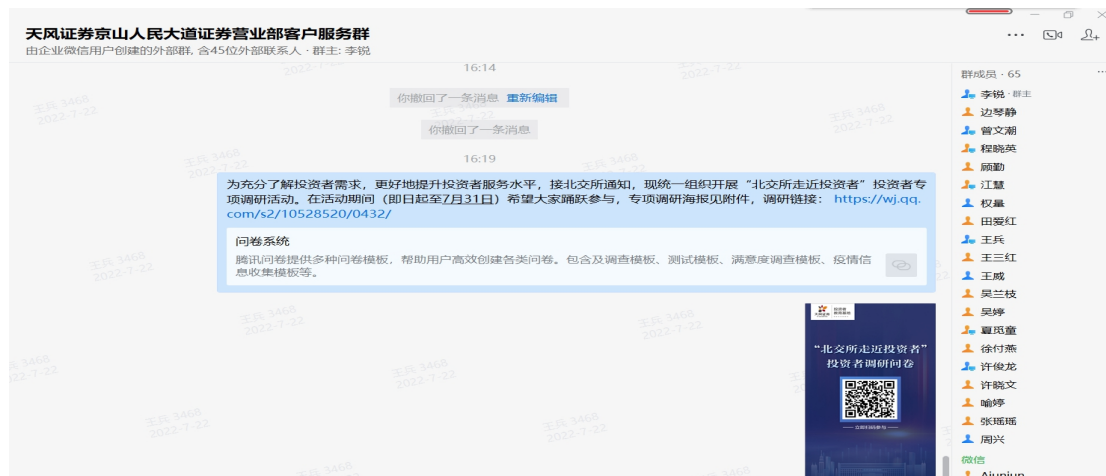 天风证券京山人民大道证券营业部客户服务群
由企业微信用户创建的外部群, 含45位外部联系人 · 群主: 李锐
16:14
你撤回了一条消息 重新编辑
你撤回了一条消息
16:19
为充分了解投资者需求，更好地提升投资者服务水平，接北交所通知，现统一组织开展“北交所走近投资者”投资者专
项调研活动。在活动期间（即日起至7月31日）希望大家踊跃参与，专项调研海报见附件，调研链接： https://wj.qq.
com/s2/10528520/0432/
问卷系统
腾讯问卷提供多种问卷模板，帮助用户高效创建各类问卷。包含及调查模板、测试模板、满意度调查模板、疫情信
息收集模板等。
“北交所走近投资者”
投资者调研问卷
群成员 · 65
李锐 · 群主
边琴静
曾文潮
程晓英
顾勤
江慧
权量
田爱红
王兵
王三红
王威
吴兰枝
吴婷
夏觅童
徐付燕
许俊龙
许晓文
喻婷
张瑶瑶
周兴
微信
Ajunjun
王兵 3468
2022-7-22